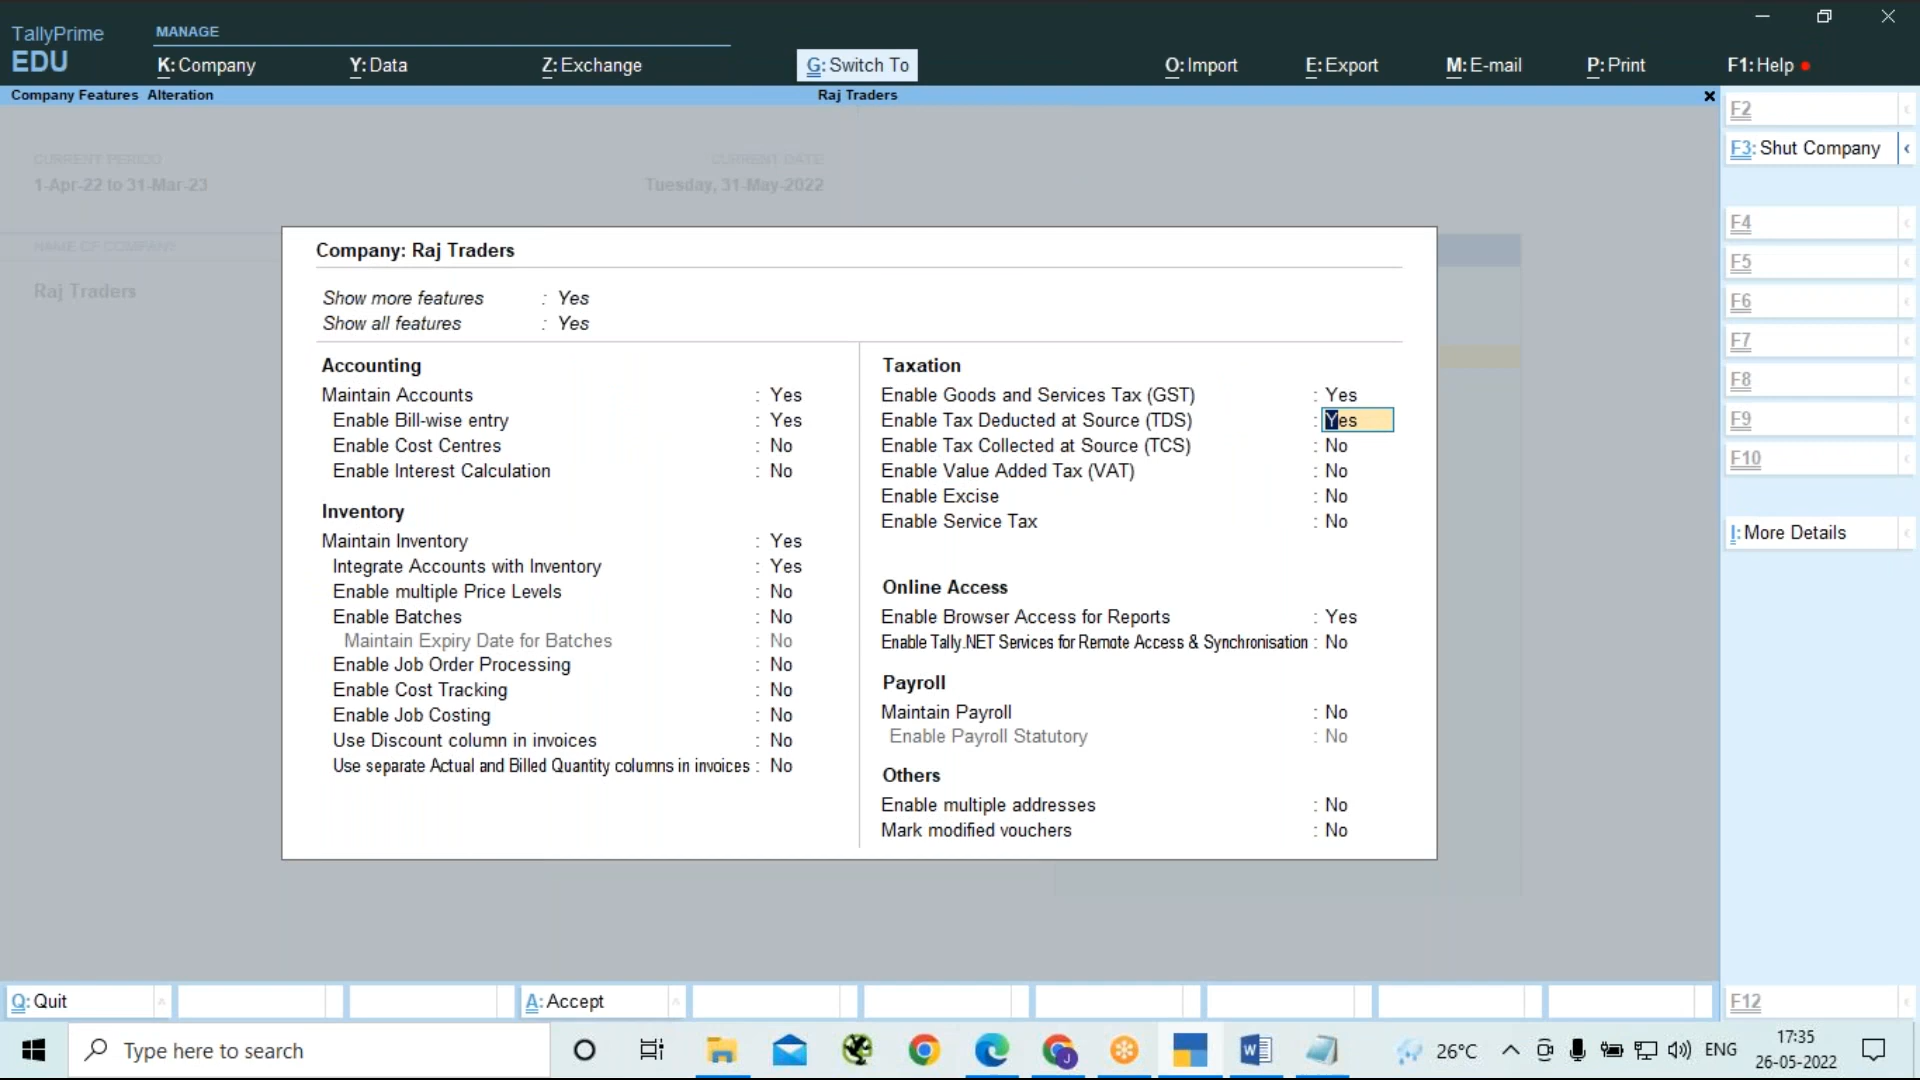 TallyPrime
EDU
MANAGE
K: Company
Y: Data
Z: Exchange
G: Switch To
O: Import
E: Export
M: E-mail
P: Print
F1: Help
Company Features Alteration
Raj Traders
CURRENT PERIOD
1-Apr-22 to 31-Mar-23
CURRENT DATE
Tuesday, 31-May-2022
NAME OF COMPANY
Raj Traders
Company: Raj Traders
Show more features : Yes
Show all features : Yes
Accounting
Maintain Accounts : Yes
Enable Bill-wise entry : Yes
Enable Cost Centres : No
Enable Interest Calculation : No
Inventory
Maintain Inventory : Yes
Integrate Accounts with Inventory : Yes
Enable multiple Price Levels : No
Enable Batches : No
Maintain Expiry Date for Batches : No
Enable Job Order Processing : No
Enable Cost Tracking : No
Enable Job Costing : No
Use Discount column in invoices : No
Use separate Actual and Billed Quantity columns in invoices : No
Taxation
Enable Goods and Services Tax (GST) : Yes
Enable Tax Deducted at Source (TDS) : Yes
Enable Tax Collected at Source (TCS) : No
Enable Value Added Tax (VAT) : No
Enable Excise : No
Enable Service Tax : No
Online Access
Enable Browser Access for Reports : Yes
Enable Tally.NET Services for Remote Access & Synchronisation : No
Payroll
Maintain Payroll : No
Enable Payroll Statutory : No
Others
Enable multiple addresses : No
Mark modified vouchers : No
F2
F3: Shut Company
F4
F5
F6
F7
F8
F9
F10
I: More Details
F12
Q: Quit
A: Accept
Type here to search
26°C
ENG
17:35
26-05-2022